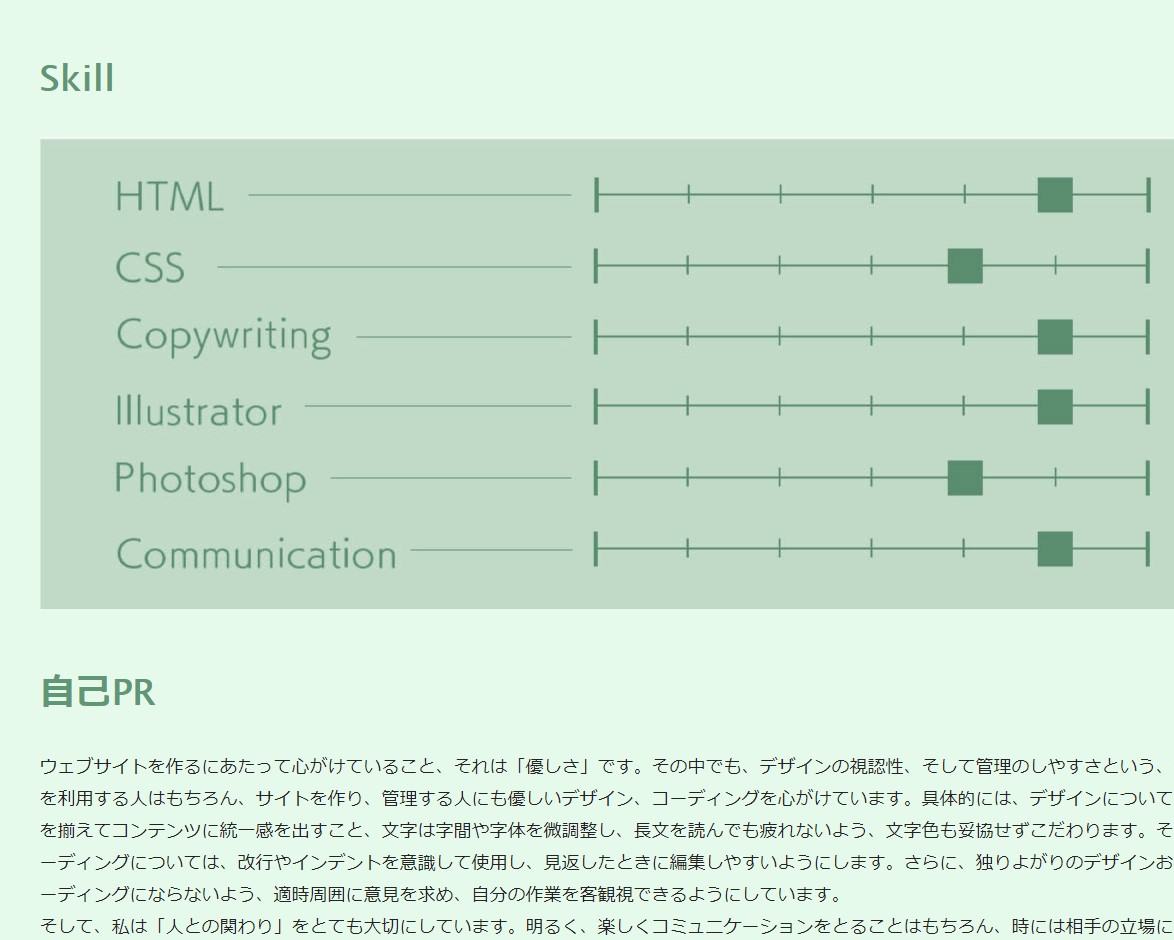 Skill
HTML
CSS
Copywriting
Illustrator
Photoshop
Communication
自己PR
ウェブサイトを作るにあたって心がけていること、それは「優しさ」です。その中でも、デザインの視認性、そして管理のしやすさという、
を利用する人はもちろん、サイトを作り、管理する人にも優しいデザイン、コーディングを心がけています。具体的には、デザインについて
を揃えてコンテンツに統一感を出すこと、文字は字間や字体を微調整し、長文を読んでも疲れないよう、文字色も妥協せずこだわります。そ
ーディングについては、改行やインデントを意識して使用し、見返したときに編集しやすいようにします。さらに、独りよがりのデザインお
ーディングにならないよう、適時周囲に意見を求め、自分の作業を客観視できるようにしています。
そして、私は「人との関わり」をとても大切にしています。明るく、楽しくコミュニケーションをとることはもちろん、時には相手の立場に